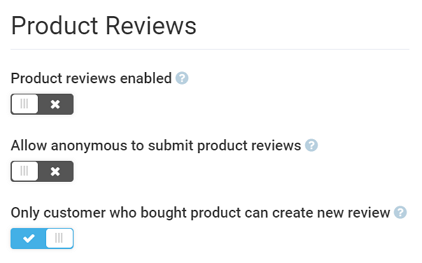 Product Reviews
Product reviews enabled ?
Allow anonymous to submit product reviews ?
Only customer who bought product can create new review ?